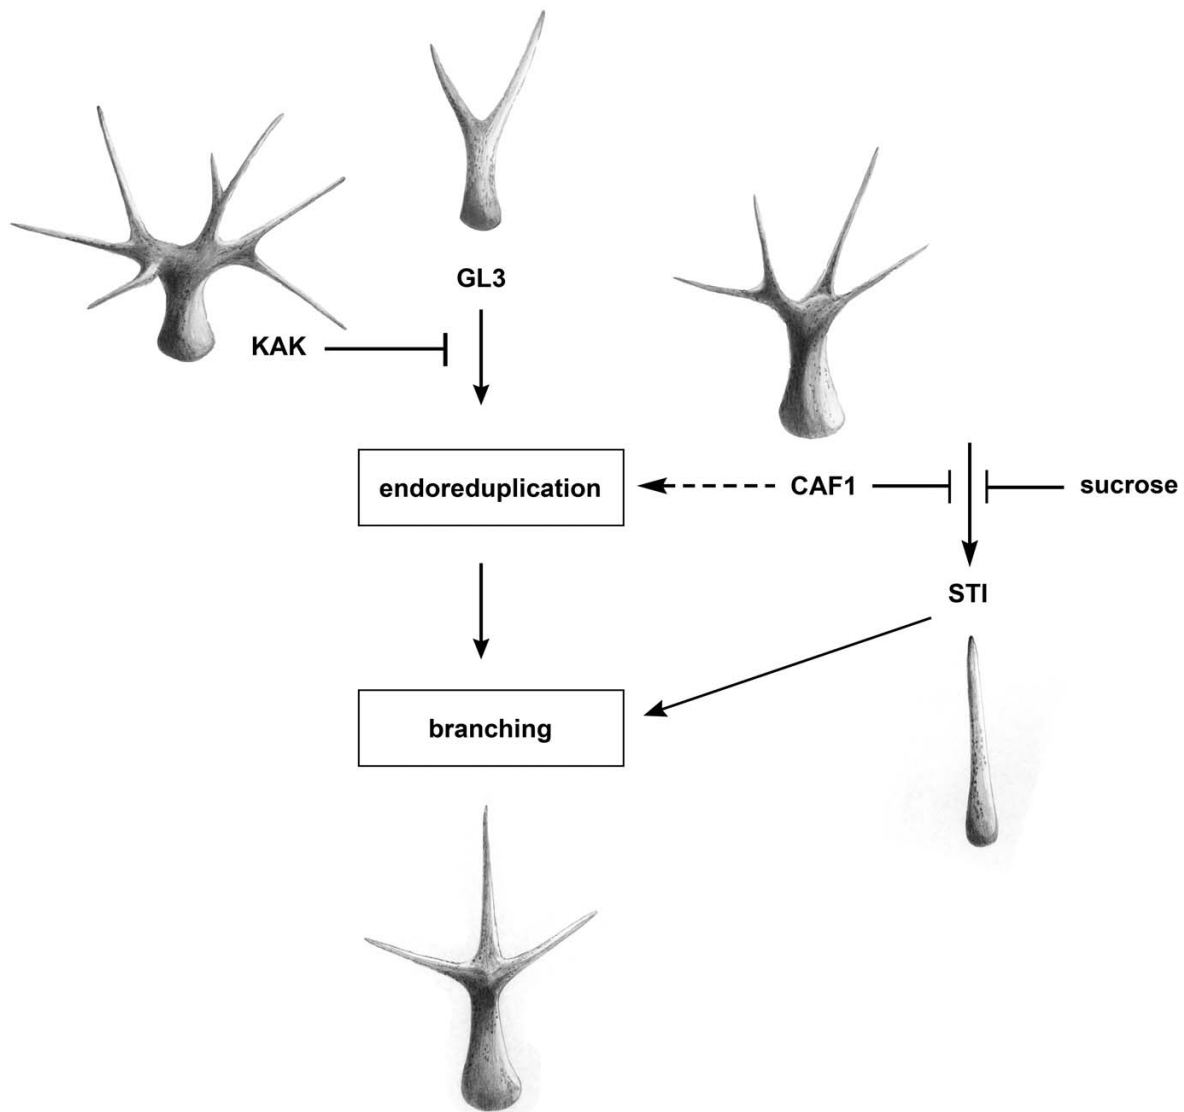 GL3
KAK
endoreduplication
CAF1
sucrose
STI
branching